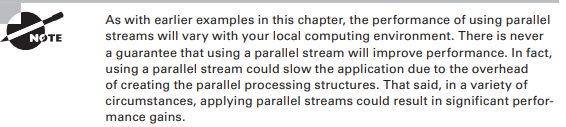 NOTE
As with earlier examples in this chapter, the performance of using parallel
streams will vary with your local computing environment. There is never
a guarantee that using a parallel stream will improve performance. In fact,
using a parallel stream could slow the application due to the overhead
of creating the parallel processing structures. That said, in a variety of
circumstances, applying parallel streams could result in significant perfor-
mance gains.